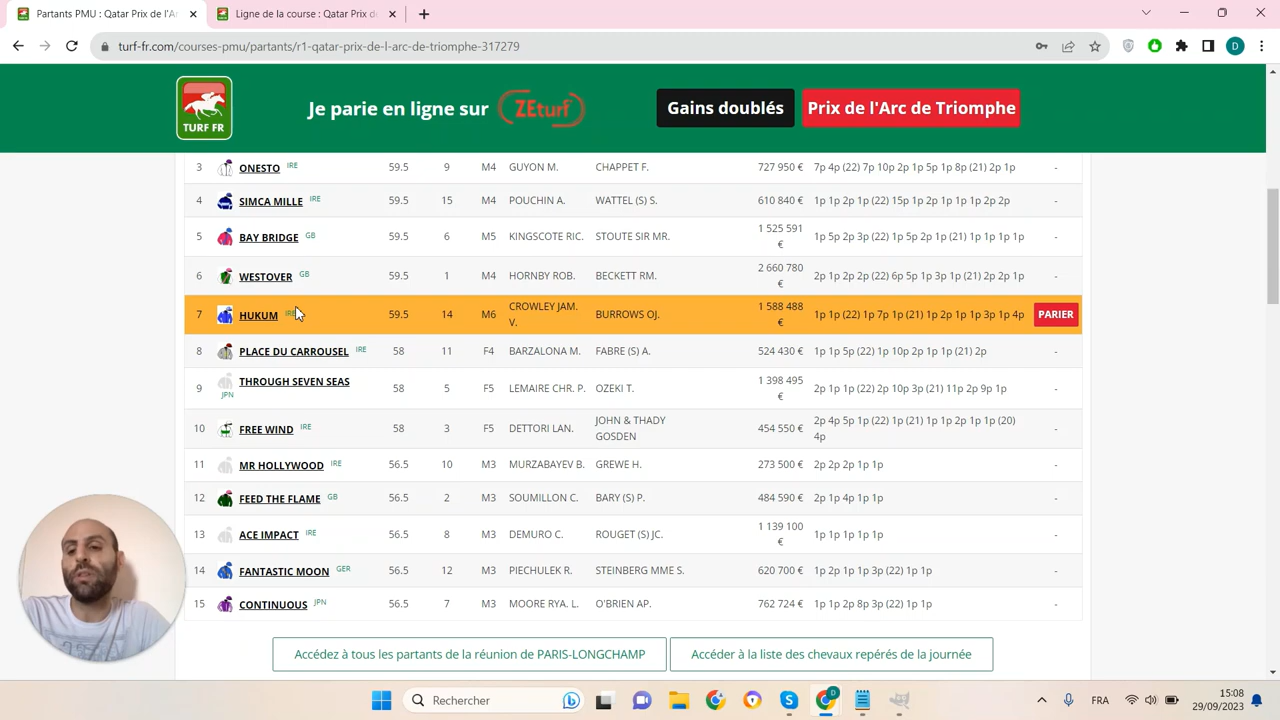 Partants PMU : Qatar Prix de l'Ar
Ligne de la course : Qatar Prix d
turf-fr.com/courses-pmu/partants/r1-qatar-prix-de-l-arc-de-triomphe-317279
D
TURF FR
Je parie en ligne sur ZEturf
Gains doublés
Prix de l'Arc de Triomphe
3 ONESTO IRE 59.5 9 M4 GUYON M. CHAPPET F. 727 950 € 7p 4p (22) 7p 10p 2p 1p 5p 1p 8p (21) 2p 1p -
4 SIMCA MILLE IRE 59.5 15 M4 POUCHIN A. WATTEL (S) S. 610 840 € 1p 1p 2p 1p (22) 15p 1p 2p 1p 1p 2p 2p -
5 BAY BRIDGE GB 59.5 6 M5 KINGSCOTE RIC. STOUTE SIR MR. 1 525 591 € 1p 5p 2p 3p (22) 1p 5p 2p 1p (21) 1p 1p 1p 1p -
6 WESTOVER GB 59.5 1 M4 HORNBY ROB. BECKETT RM. 2 660 780 € 2p 1p 2p 2p (22) 6p 5p 1p 3p 1p (21) 2p 2p 1p -
7 HUKUM IRE 59.5 14 M6 CROWLEY JAM. V. BURROWS OJ. 1 588 488 € 1p 1p (22) 1p 7p 1p (21) 1p 2p 1p 1p 3p 1p 4p PARIER
8 PLACE DU CARROUSEL IRE 58 11 F4 BARZALONA M. FABRE (S) A. 524 430 € 1p 1p 5p (22) 1p 10p 2p 1p 1p (21) 2p -
9 THROUGH SEVEN SEAS JPN 58 5 F5 LEMAIRE CHR. P. OZEKI T. 1 398 495 € 2p 1p 1p (22) 2p 10p 3p (21) 11p 2p 9p 1p -
10 FREE WIND IRE 58 3 F5 DETTORI LAN. JOHN & THADY GOSDEN 454 550 € 2p 4p 5p 1p (22) 1p (21) 1p 1p 2p 1p 1p (20) 4p -
11 MR HOLLYWOOD IRE 56.5 10 M3 MURZABAYEV B. GREWE H. 273 500 € 2p 2p 2p 1p 1p -
12 FEED THE FLAME GB 56.5 2 M3 SOUMILLON C. BARY (S) P. 484 590 € 2p 1p 4p 1p 1p -
13 ACE IMPACT IRE 56.5 8 M3 DEMURO C. ROUGET (S) JC. 1 139 100 € 1p 1p 1p 1p 1p -
14 FANTASTIC MOON GER 56.5 12 M3 PIECHULEK R. STEINBERG MME S. 620 700 € 1p 2p 1p 1p 3p (22) 1p 1p -
15 CONTINUOUS JPN 56.5 7 M3 MOORE RYA. L. O'BRIEN AP. 762 724 € 1p 1p 2p 8p 3p (22) 1p 1p -
Accédez à tous les partants de la réunion de PARIS-LONGCHAMP
Accéder à la liste des chevaux repérés de la journée
Rechercher
FRA
15:08
29/09/2023